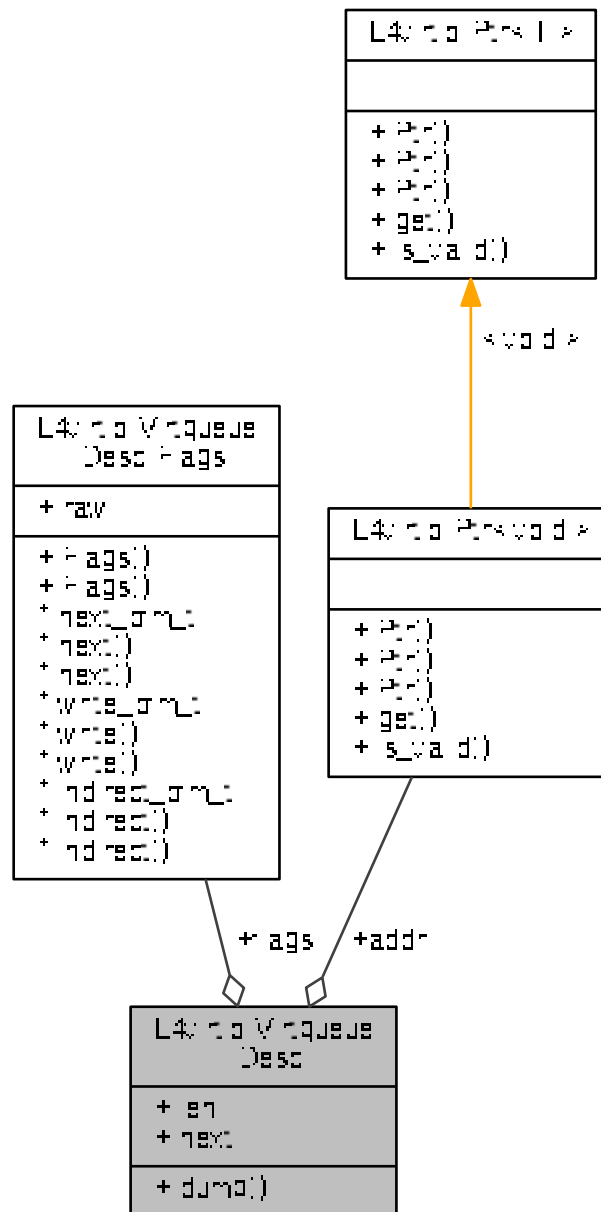 L4virtio::Ptr< T >
+ Ptr()
+ Ptr()
+ Ptr()
+ get()
+ is_valid()
< void >
L4virtio::Virtqueue
::Desc::Flags
+ raw
+ Flags()
+ Flags()
* next_bfm_t
* next()
* next()
* write_bfm_t
* write()
* write()
* indirect_bfm_t
* indirect()
* indirect()
L4virtio::Ptr< void >
+ Ptr()
+ Ptr()
+ Ptr()
+ get()
+ is_valid()
+flags
+addr
L4virtio::Virtqueue
::Desc
+ len
+ next
+ dump()